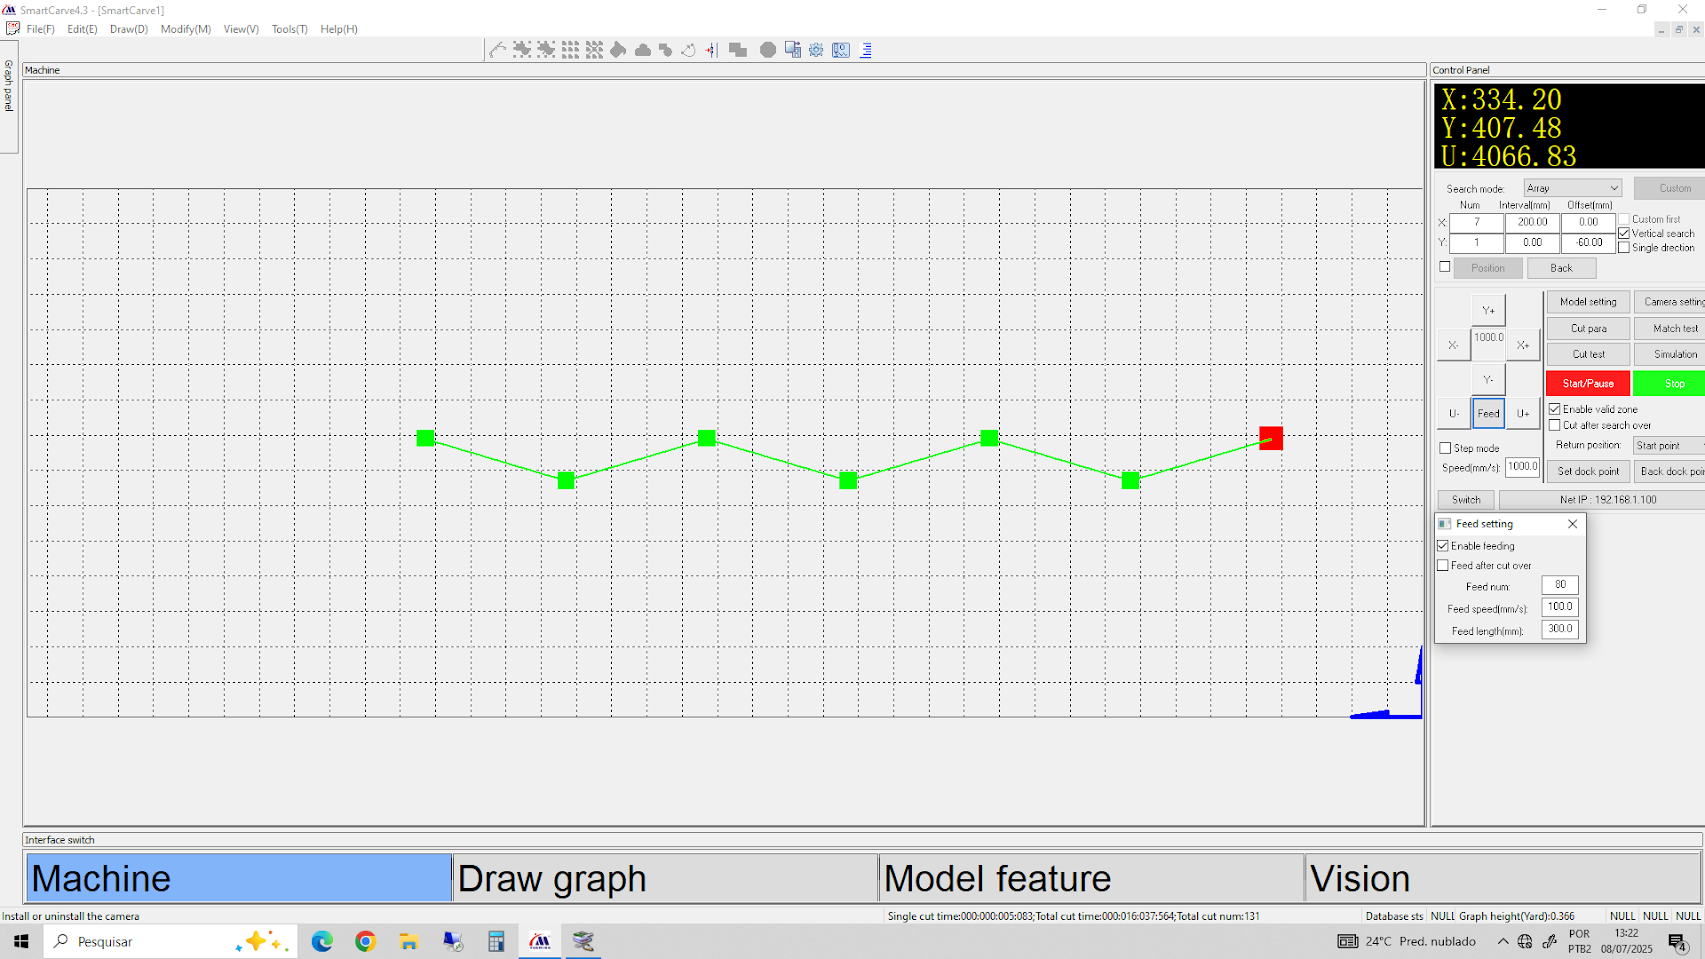 SmartCarve4.3 - [SmartCarve1]
File(F) Edit(E) Draw(D) Modify(M) View(V) Tools(T) Help(H)
Graph panel
Machine
Control Panel
X:334.20
Y:407.48
U:4066.83
Search mode: Array Custom
Num Interval(mm) Offset(mm)
X: 7 200.00 0.00 Custom first
Vertical search
Y: 1 0.00 -60.00 Single direction
Position Back
Y+
Model setting Camera setting
1000.0
Cut para Match test
X- X+
Cut test Simulation
Y-
Start/Pause Stop
U- Feed U+
Enable valid zone
Cut after search over
Step mode
Return position: Start point
Speed(mm/s): 1000.0
Set dock point Back dock poi
Switch Net IP : 192.168.1.100
Feed setting
Enable feeding
Feed after cut over
Feed num: 80
Feed speed(mm/s): 100.0
Feed length(mm): 300.0
Interface switch
Machine Draw graph Model feature Vision
Install or uninstall the camera
Single cut time:000:000:005:083;Total cut time:000:016:037:564;Total cut num:131
Database sts NULL Graph height(Yard):0.366 NULL NULL NULL
Pesquisar
24°C Pred. nublado
POR
PTB2
13:22
08/07/2025
4